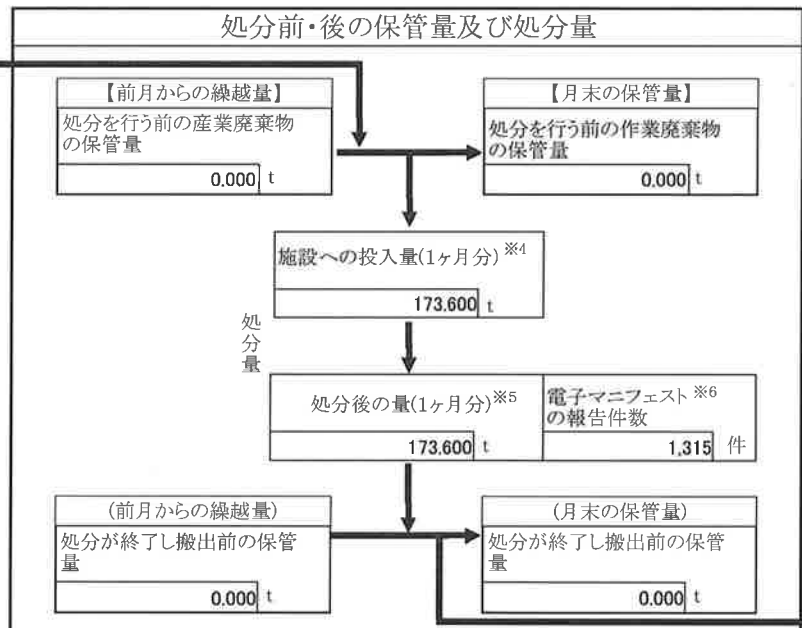 処分前・後の保管量及び処分量
【前月からの繰越量】
処分を行う前の産業廃棄物
の保管量
0.000 t
【月末の保管量】
処分を行う前の作業廃棄物
の保管量
0.000 t
施設への投入量(1ヶ月分)※4
173.600 t
処分量
処分後の量(1ヶ月分)※5
173.600 t
電子マニフェスト※6
の報告件数
1,315 件
(前月からの繰越量)
処分が終了し搬出前の保管
量
0.000 t
(月末の保管量)
処分が終了し搬出前の保管
量
0.000 t